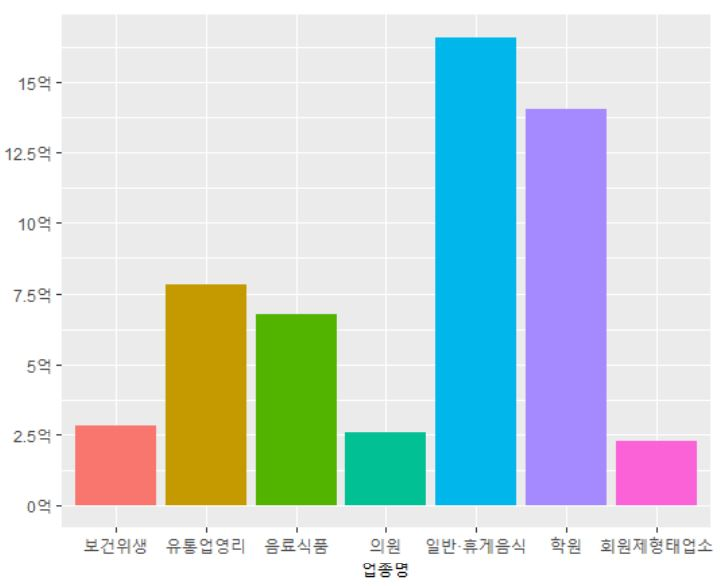 15억
12.5억
10억
7.5억
5억
2.5억
0억
보건위생 유통업영리 음료식품 의원 일반·휴게음식 학원 회원제형태업소
업종명